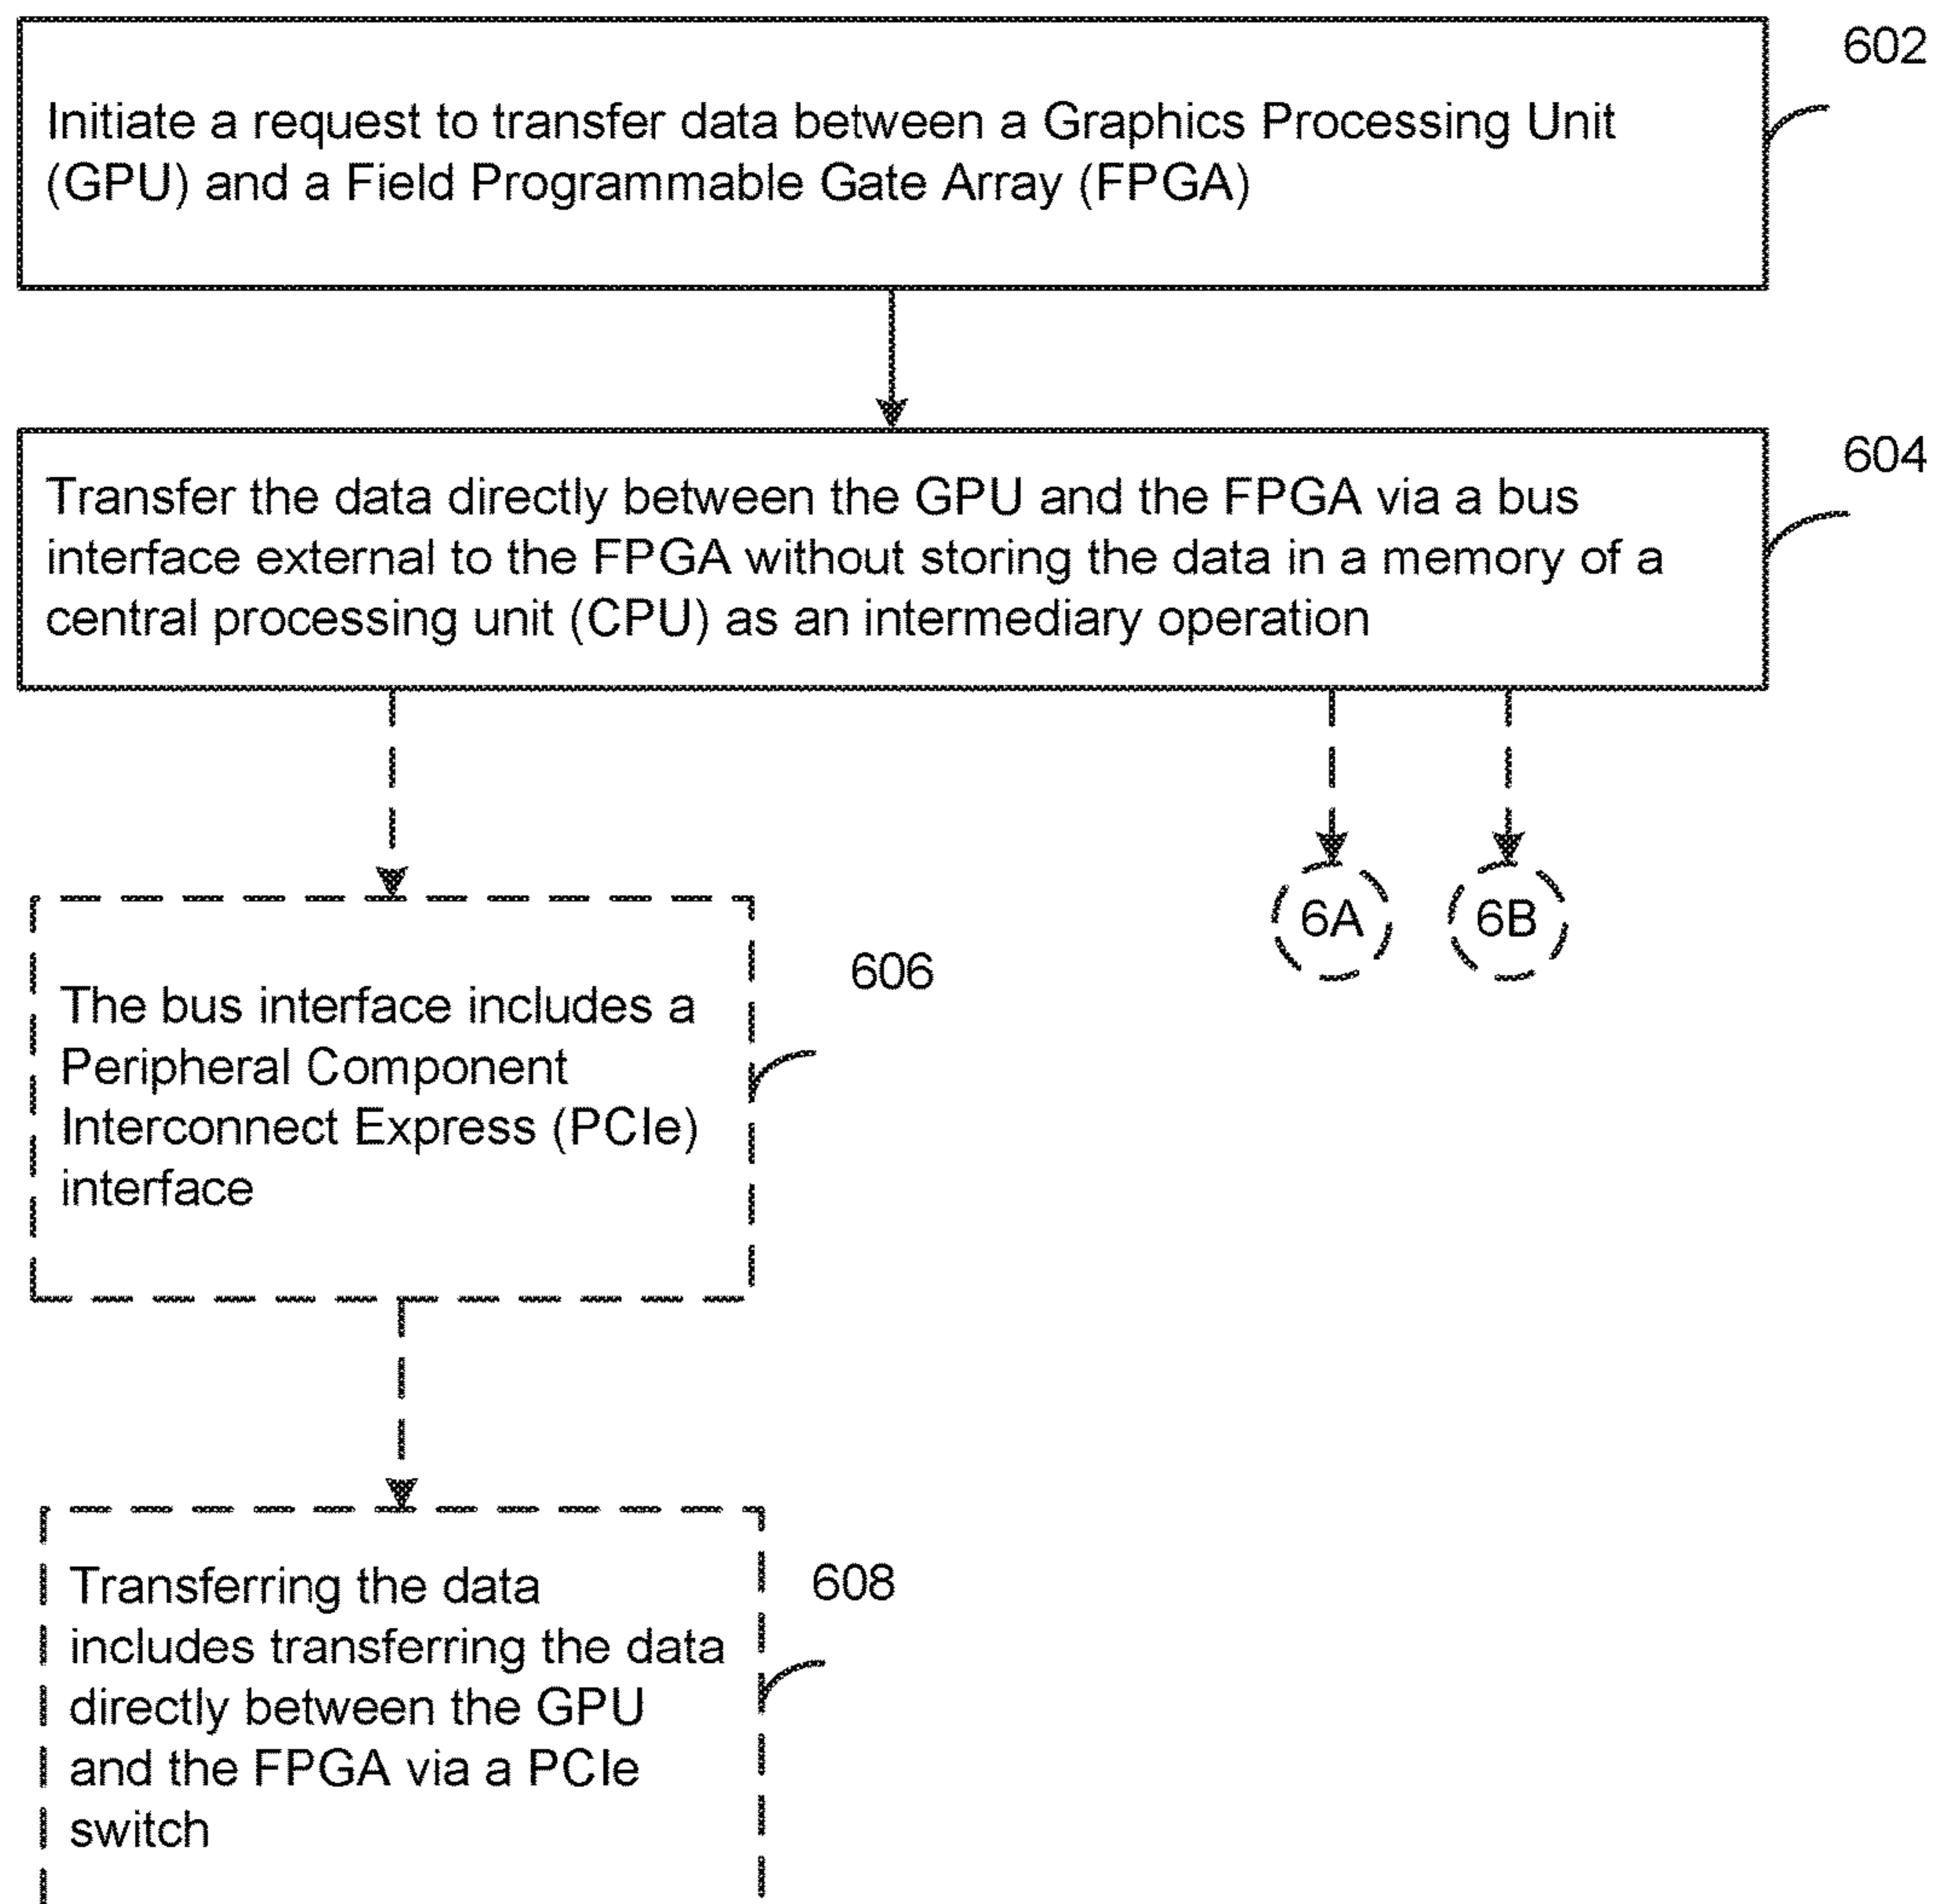 602
Initiate a request to transfer data between a Graphics Processing Unit
(GPU) and a Field Programmable Gate Array (FPGA)
604
Transfer the data directly between the GPU and the FPGA via a bus
interface external to the FPGA without storing the data in a memory of a
central processing unit (CPU) as an intermediary operation
6A
6B
606
The bus interface includes a
Peripheral Component
Interconnect Express (PCIe)
interface
608
Transferring the data
includes transferring the data
directly between the GPU
and the FPGA via a PCIe
switch